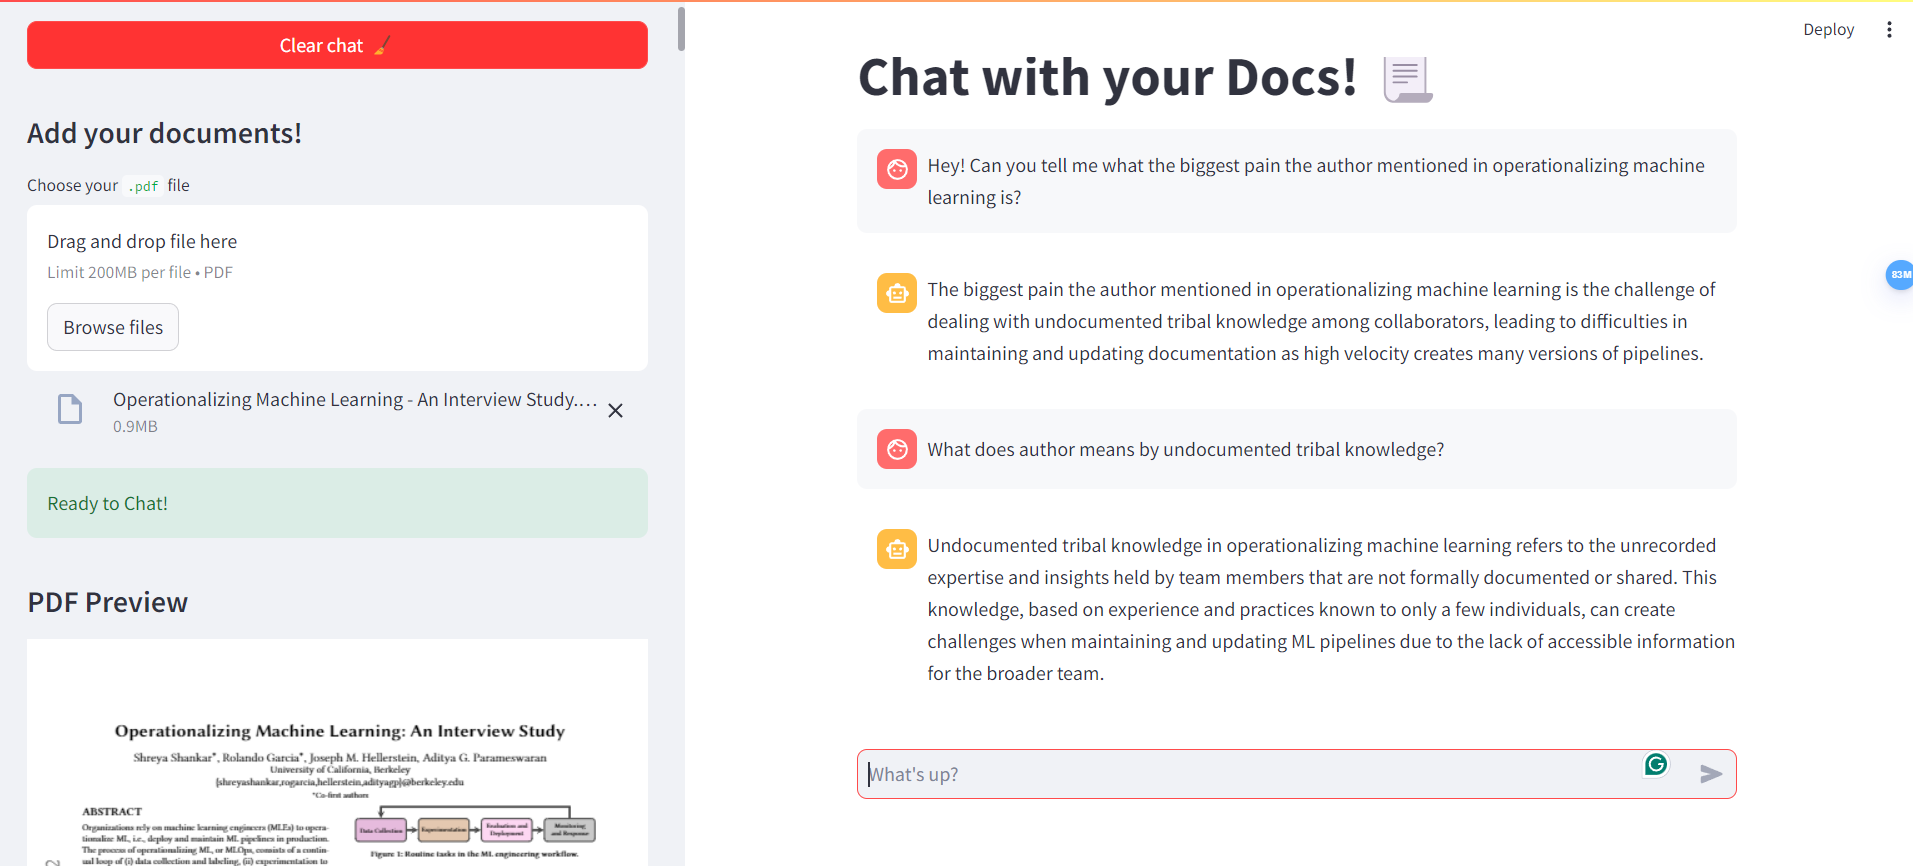 Clear chat
Add your documents!
Choose your .pdf file
Drag and drop file here
Limit 200MB per file • PDF
Browse files
Operationalizing Machine Learning - An Interview Study....
0.9MB
Ready to Chat!
PDF Preview
Operationalizing Machine Learning: An Interview Study
Shreya Shankar*, Rolando Garcia*, Joseph M. Hellerstein, Aditya G. Parameswaran
University of California, Berkeley
{shreyashankar,rogarcia,hellerstein,adityagp}@berkeley.edu
*Co-first authors
ABSTRACT
Organizations rely on machine learning engineers (MLEs) to opera-
tionalize ML, i.e., deploy and maintain ML pipelines in production.
The process of operationalizing ML, or MLOps, consists of a contin-
ual loop of (i) data collection and labeling, (ii) experimentation to
Data Collection
Experimentation
Evaluation and
Deployment
Monitoring
and Response
Figure 1: Routine tasks in the ML engineering workflow.
2
Deploy
Chat with your Docs!
Hey! Can you tell me what the biggest pain the author mentioned in operationalizing machine
learning is?
The biggest pain the author mentioned in operationalizing machine learning is the challenge of
dealing with undocumented tribal knowledge among collaborators, leading to difficulties in
maintaining and updating documentation as high velocity creates many versions of pipelines.
What does author means by undocumented tribal knowledge?
Undocumented tribal knowledge in operationalizing machine learning refers to the unrecorded
expertise and insights held by team members that are not formally documented or shared. This
knowledge, based on experience and practices known to only a few individuals, can create
challenges when maintaining and updating ML pipelines due to the lack of accessible information
for the broader team.
What's up?
83M